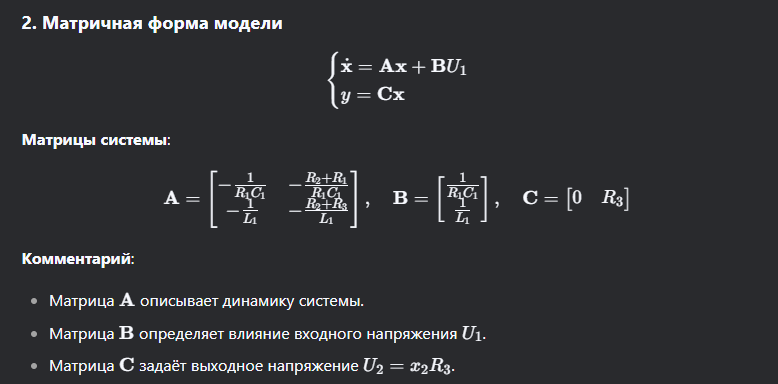 2. Матричная форма модели
{ẋ = Ax + BU₁
y = Cx
Матрицы системы:
A = [−1/(R₁C₁) −(R₂+R₁)/(R₁C₁); −1/L₁ −(R₂+R₃)/L₁], B = [1/(R₁C₁); 1/L₁], C = [0 R₃]
Комментарий:
• Матрица A описывает динамику системы.
• Матрица B определяет влияние входного напряжения U₁.
• Матрица C задаёт выходное напряжение U₂ = x₂R₃.